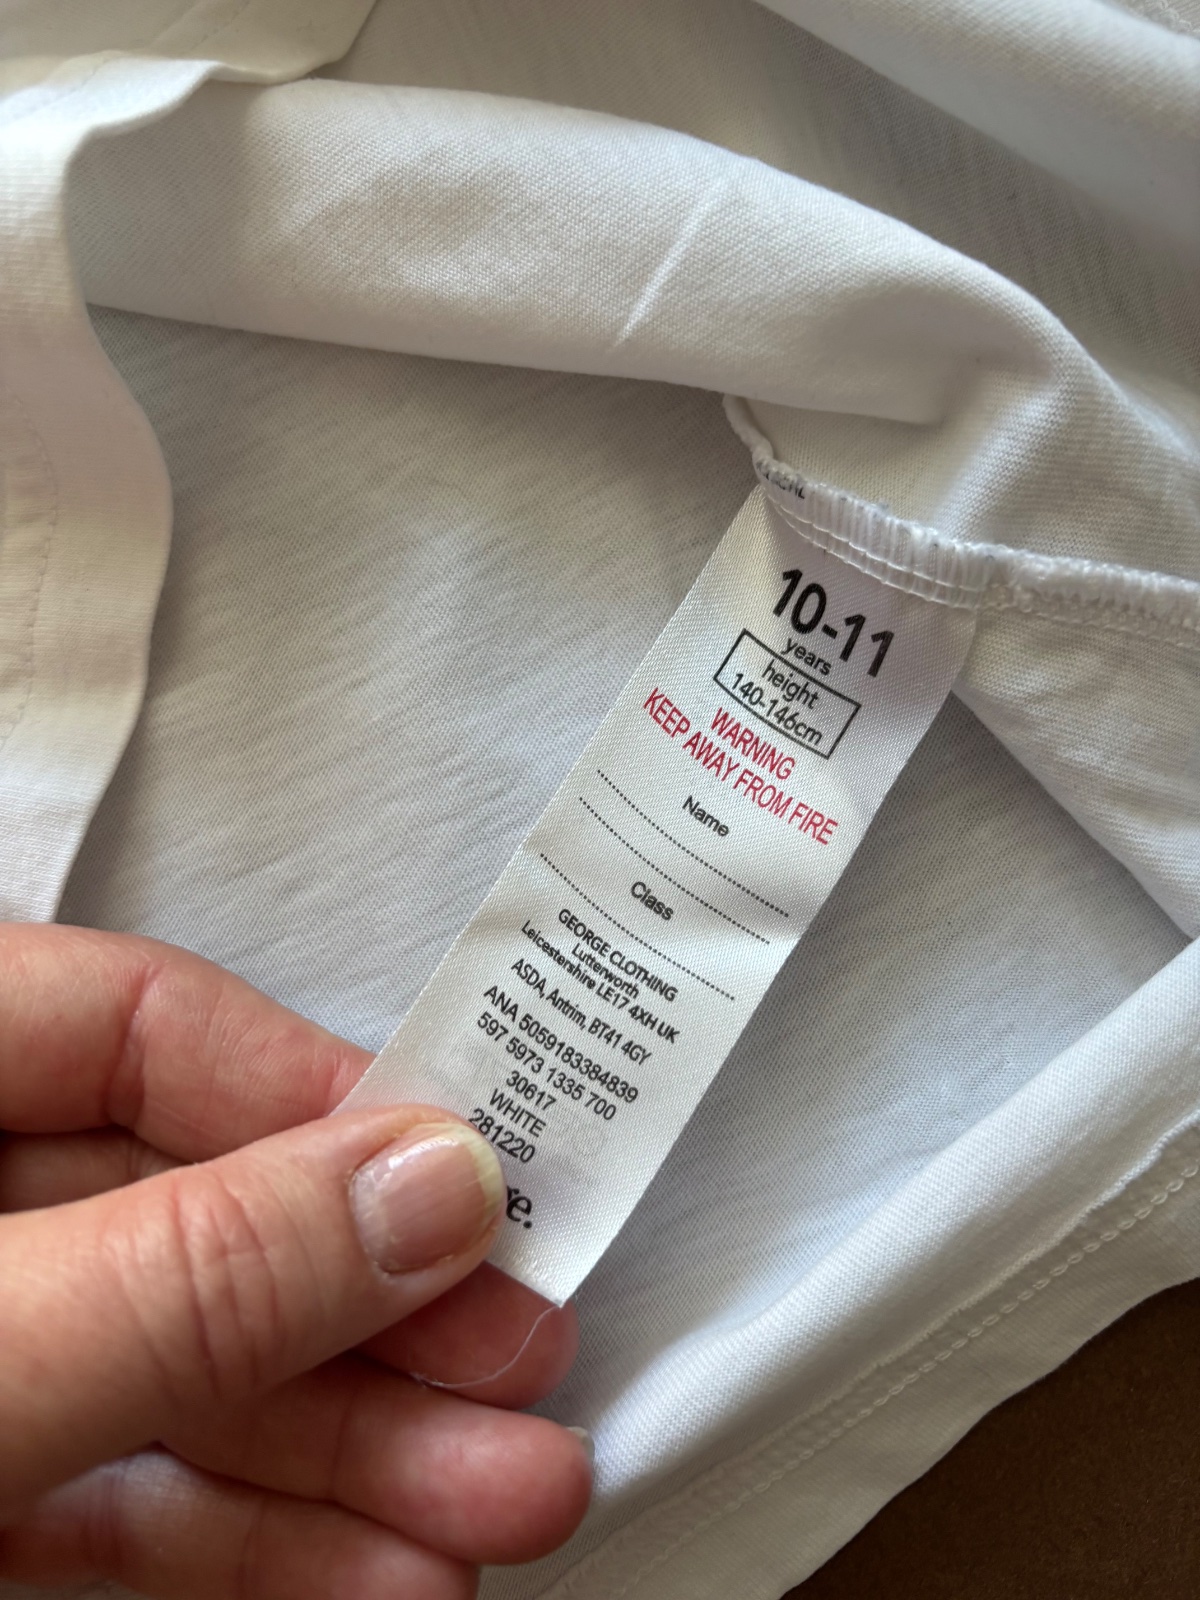 10-11
years
height
140-146cm
WARNING
KEEP AWAY FROM FIRE
Name
Class
GEORGE CLOTHING
Lutterworth
Leicestershire LE17 4XH UK
ASDA, Antrim, BT41 4GY
ANA 5059183384839
597 5973 1335 700
30617
WHITE
281220